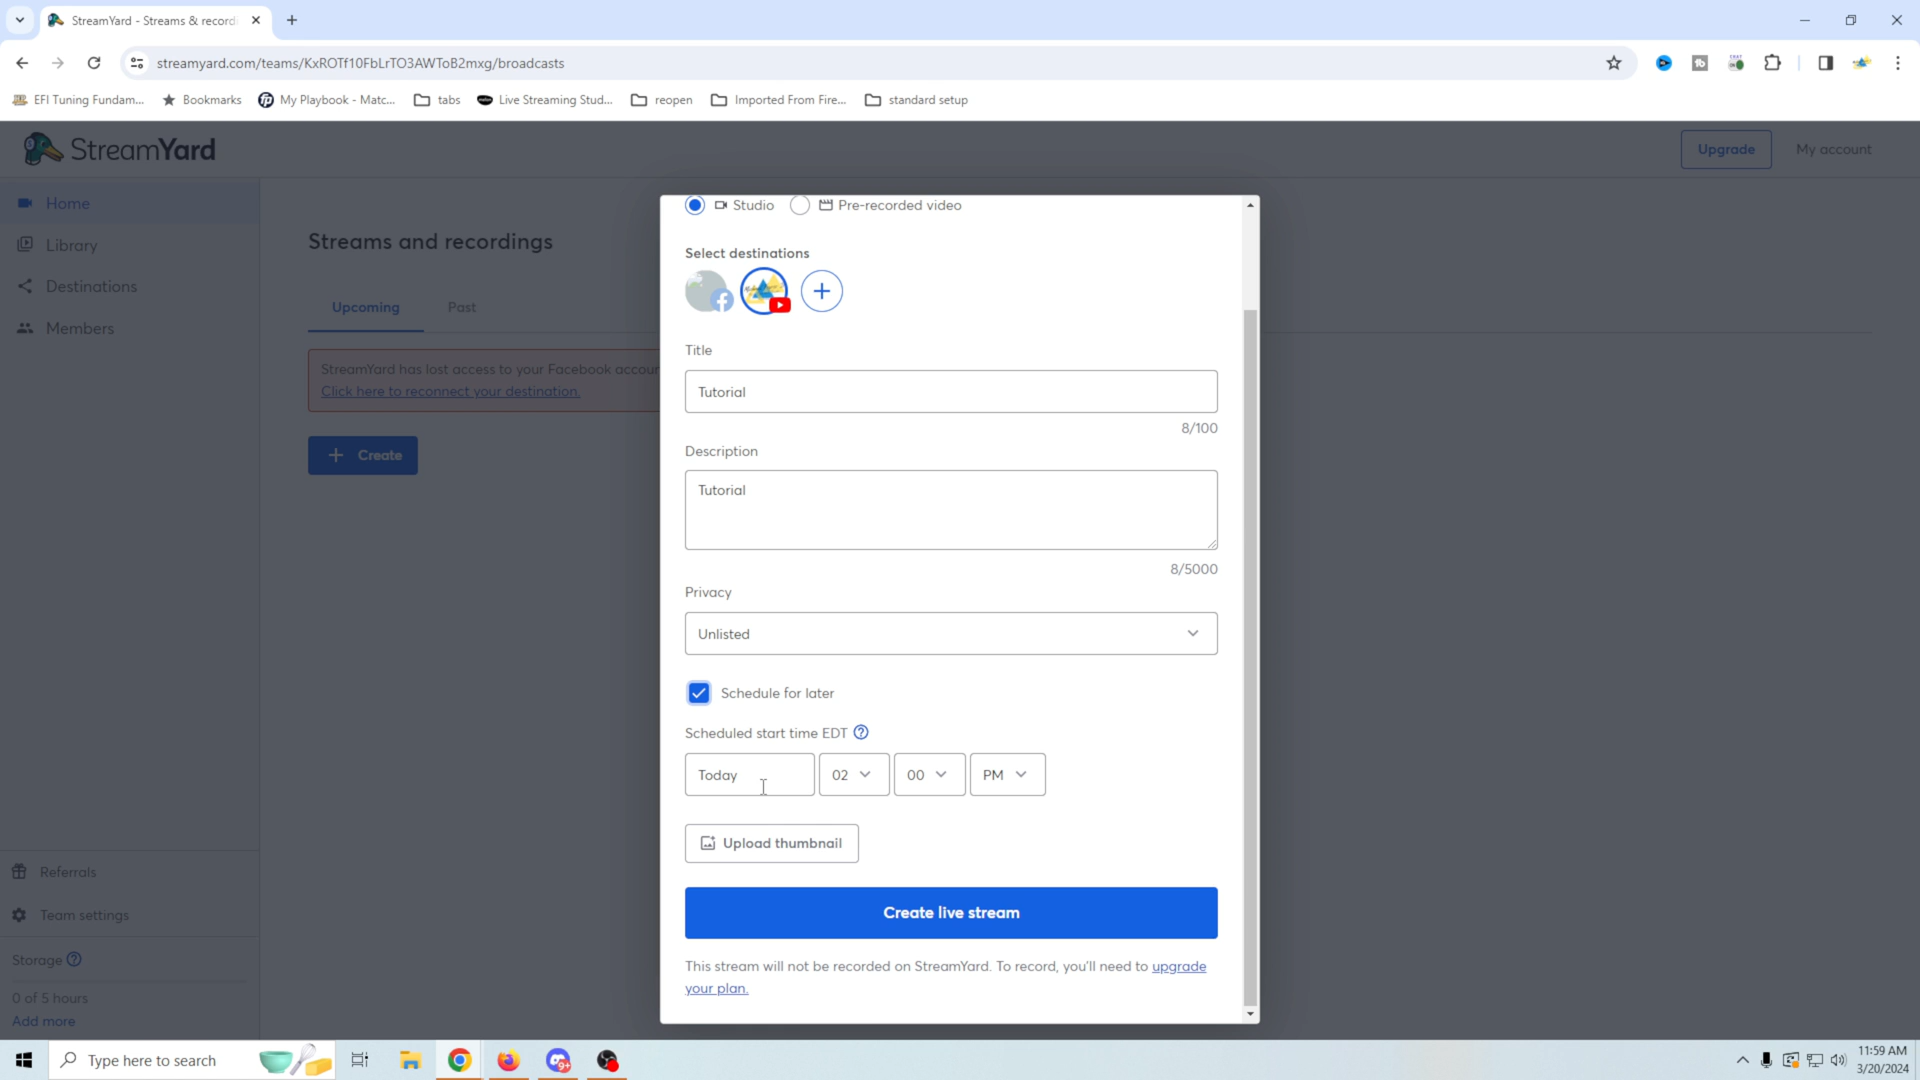 StreamYard - Streams & record
streamyard.com/teams/KxROTf10FbLrTO3AWToB2mxg/broadcasts
EFI Tuning Fundam...
Bookmarks
My Playbook - Matc...
tabs
Live Streaming Stud...
reopen
Imported From Fire...
standard setup
StreamYard
Upgrade
My account
Home
Library
Destinations
Members
Streams and recordings
Upcoming
Past
StreamYard has lost access to your Facebook accoun
Click here to reconnect your destination.
+ Create
Studio
Pre-recorded video
Select destinations
Title
Tutorial
8/100
Description
Tutorial
8/5000
Privacy
Unlisted
Schedule for later
Scheduled start time EDT
Today
02
00
PM
Upload thumbnail
Create live stream
This stream will not be recorded on StreamYard. To record, you'll need to upgrade
your plan.
Referrals
Team settings
Storage
0 of 5 hours
Add more
Type here to search
9+
11:59 AM
3/20/2024